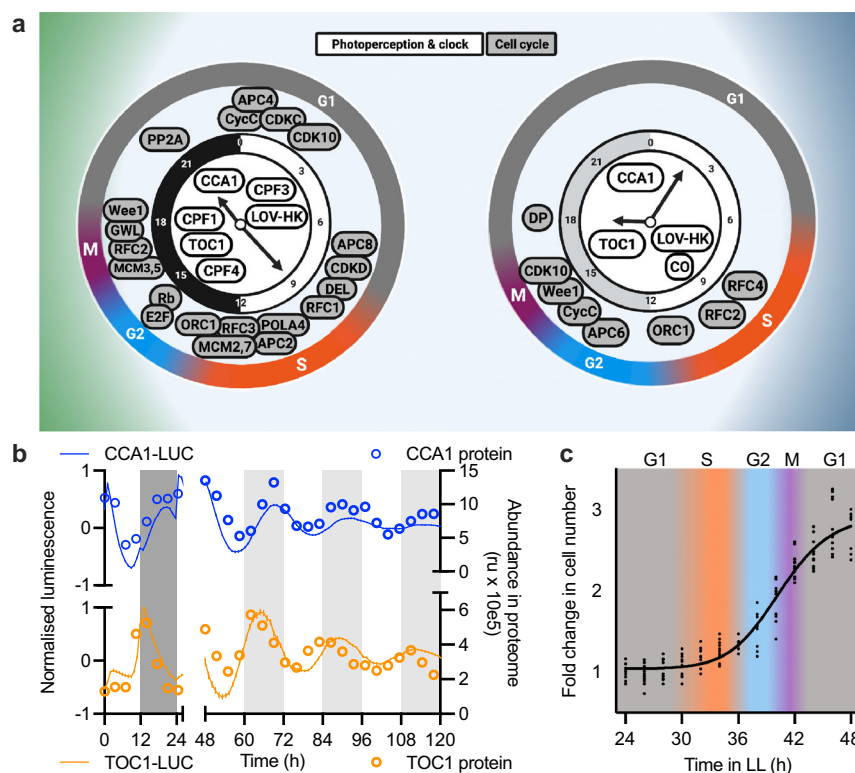 a
Photoperception & clock Cell cycle
G1
APC4
CycC CDKC
CDK10
PP2A
0
3
6
9
12
15
18
21
CCA1
CPF3
CPF1
LOV-HK
TOC1
CPF4
Wee1
GWL
RFC2
MCM3,5
M
Rb
E2F
G2
ORC1
RFC3
POLA4
MCM2,7
APC2
APC8
CDKD
DEL
RFC1
S
G1
0
3
6
9
12
15
18
21
CCA1
TOC1
LOV-HK
CO
DP
CDK10
Wee1
CycC
APC6
M
G2
ORC1
RFC2
RFC4
S
b
CCA1-LUC CCA1 protein
Normalised luminescence
1
0
-1
1
0
-1
15
10
5
0
6
4
2
0
Abundance in proteome
(ru x 10e5)
0 12 24 48 60 72 84 96 108 120
Time (h)
TOC1-LUC TOC1 protein
c
G1 S G2 M G1
Fold change in cell number
3
2
1
24 30 36 42 48
Time in LL (h)